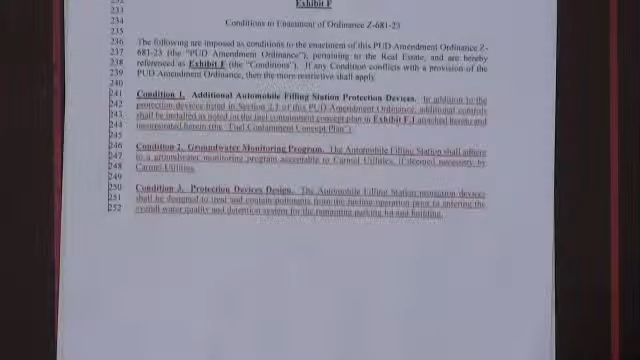 232
Exhibit F
233
234 Conditions to Enactment of Ordinance Z-681-23
235
236 The following are imposed as conditions to the enactment of this PUD Amendment Ordinance Z-
237 681-23 (the "PUD Amendment Ordinance"), pertaining to the Real Estate, and are hereby
238 referenced as Exhibit F (the "Conditions"). If any Condition conflicts with a provision of the
239 PUD Amendment Ordinance, then the more restrictive shall apply.
240
241 Condition 1. Additional Automobile Filling Station Protection Devices. In addition to the
242 protection devices listed in Section 2.1 of this PUD Amendment Ordinance, additional controls
243 shall be installed as noted on the fuel containment concept plan in Exhibit F.1 attached hereto and
244 incorporated herein (the "Fuel Containment Concept Plan").
245
246 Condition 2. Groundwater Monitoring Program. The Automobile Filling Station shall adhere
247 to a groundwater monitoring program acceptable to Carmel Utilities, if deemed necessary by
248 Carmel Utilities.
249
250 Condition 3. Protection Devices Design. The Automobile Filling Station protection devices
251 shall be designed to treat and contain pollutants from the fueling operation prior to entering the
252 overall water quality and detention system for the remaining parking lot and building.